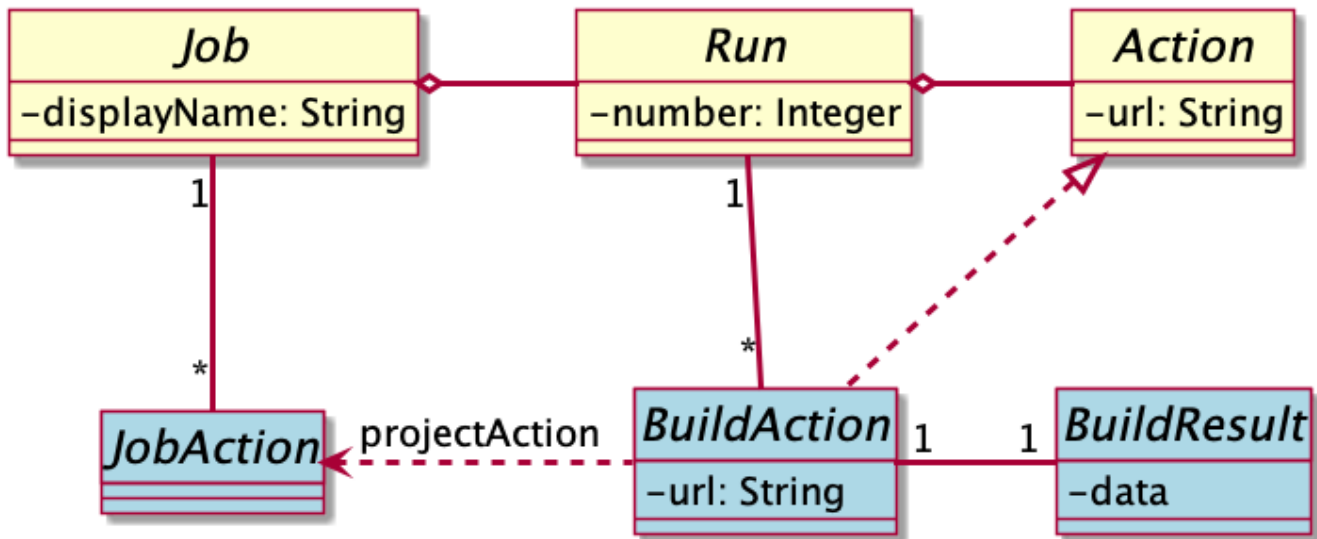 Job
-displayName: String
Run
-number: Integer
Action
-url: String
1
*
1
*
JobAction
projectAction
BuildAction
-url: String
1
1
BuildResult
-data